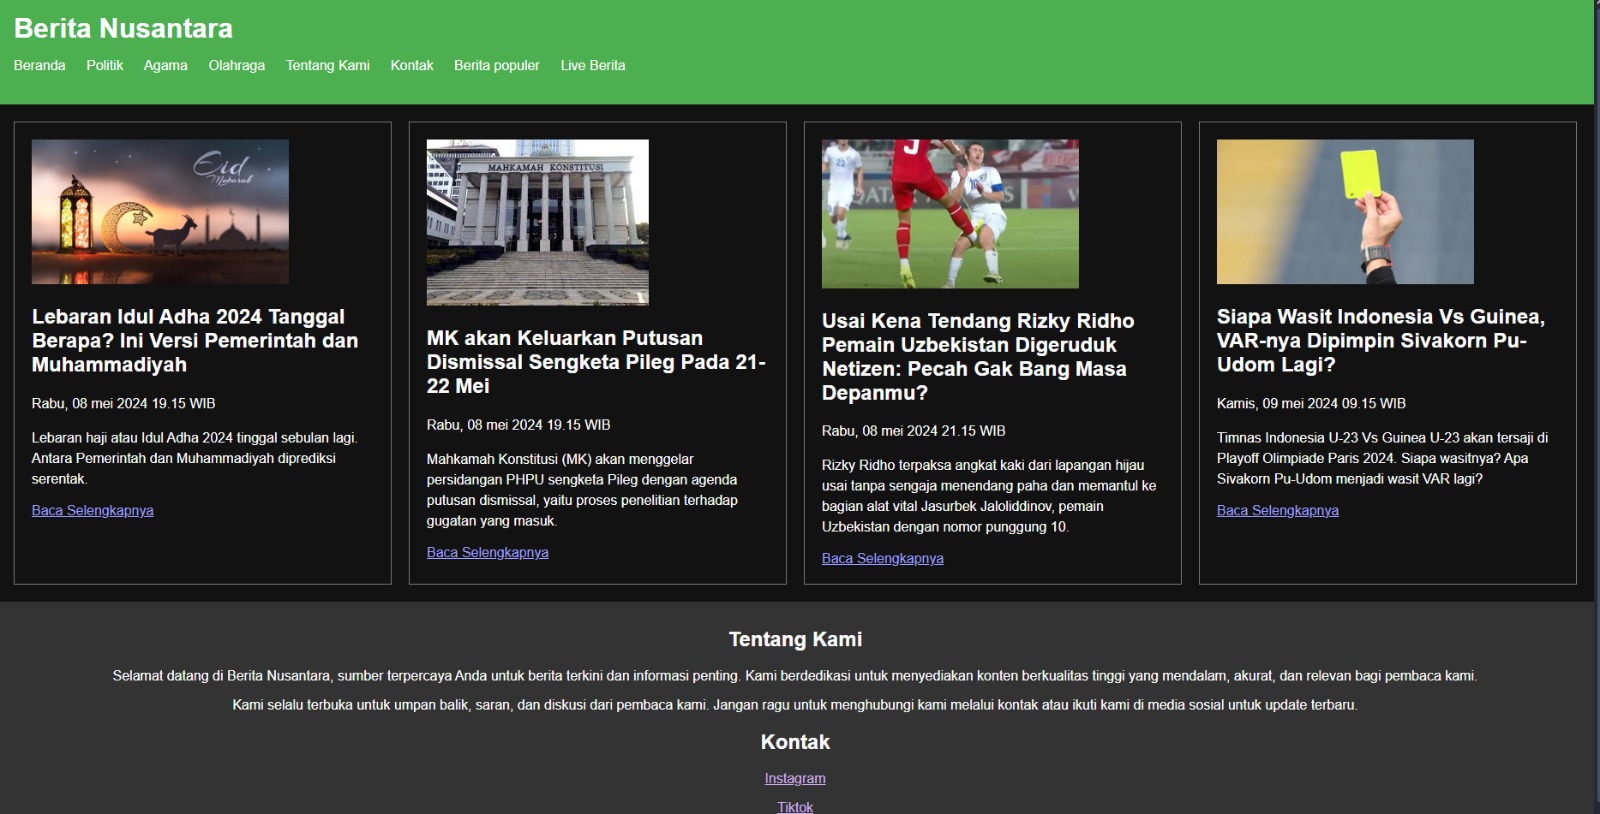 Berita Nusantara
Beranda Politik Agama Olahraga Tentang Kami Kontak Berita populer Live Berita
Eid
Mubarak
Lebaran Idul Adha 2024 Tanggal
Berapa? Ini Versi Pemerintah dan
Muhammadiyah
Rabu, 08 mei 2024 19.15 WIB
Lebaran haji atau Idul Adha 2024 tinggal sebulan lagi.
Antara Pemerintah dan Muhammadiyah diprediksi
serentak.
Baca Selengkapnya
MAHKAMAH KONSTITUSI
MK akan Keluarkan Putusan
Dismissal Sengketa Pileg Pada 21-
22 Mei
Rabu, 08 mei 2024 19.15 WIB
Mahkamah Konstitusi (MK) akan menggelar
persidangan PHPU sengketa Pileg dengan agenda
putusan dismissal, yaitu proses penelitian terhadap
gugatan yang masuk.
Baca Selengkapnya
22
10
QATAR
Usai Kena Tendang Rizky Ridho
Pemain Uzbekistan Digeruduk
Netizen: Pecah Gak Bang Masa
Depanmu?
Rabu, 08 mei 2024 21.15 WIB
Rizky Ridho terpaksa angkat kaki dari lapangan hijau
usai tanpa sengaja menendang paha dan memantul ke
bagian alat vital Jasurbek Jaloliddinov, pemain
Uzbekistan dengan nomor punggung 10.
Baca Selengkapnya
Siapa Wasit Indonesia Vs Guinea,
VAR-nya Dipimpin Sivakorn Pu-
Udom Lagi?
Kamis, 09 mei 2024 09.15 WIB
Timnas Indonesia U-23 Vs Guinea U-23 akan tersaji di
Playoff Olimpiade Paris 2024. Siapa wasitnya? Apa
Sivakorn Pu-Udom menjadi wasit VAR lagi?
Baca Selengkapnya
Tentang Kami
Selamat datang di Berita Nusantara, sumber terpercaya Anda untuk berita terkini dan informasi penting. Kami berdedikasi untuk menyediakan konten berkualitas tinggi yang mendalam, akurat, dan relevan bagi pembaca kami.
Kami selalu terbuka untuk umpan balik, saran, dan diskusi dari pembaca kami. Jangan ragu untuk menghubungi kami melalui kontak atau ikuti kami di media sosial untuk update terbaru.
Kontak
Instagram
Tiktok